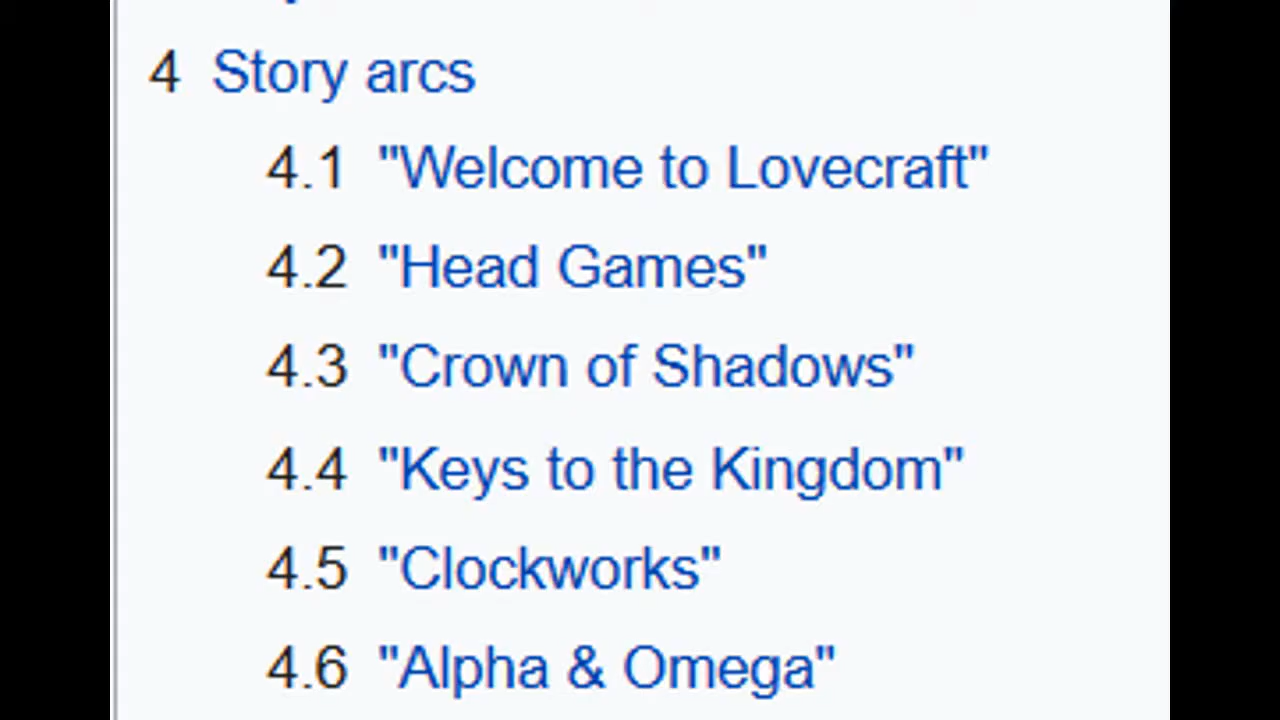 4 Story arcs
4.1 "Welcome to Lovecraft"
4.2 "Head Games"
4.3 "Crown of Shadows"
4.4 "Keys to the Kingdom"
4.5 "Clockworks"
4.6 "Alpha & Omega"